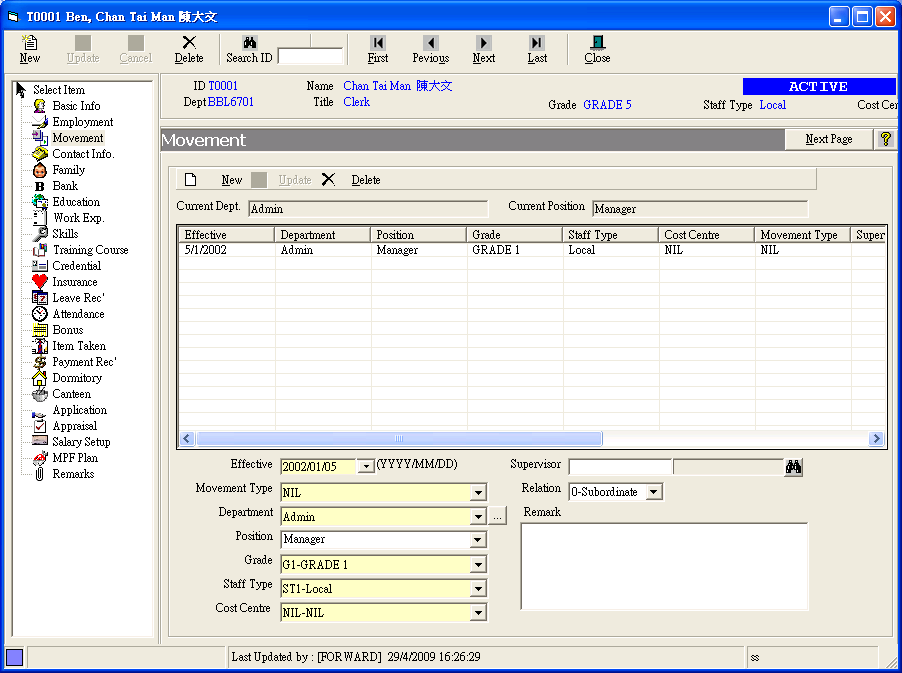 T0001 Ben, Chan Tai Man 陳大文
New Update Cancel Delete Search ID First Pevious Next Last Close
ID T0001 Name Chan Tai Man 陳大文 ACTIVE
Dept BBL6701 Title Clerk Grade GRADE 5 Staff Type Local Cost Cer
Select Item
Basic Info
Employment
Movement
Contact Info.
Family
Bank
Education
Work Exp.
Skills
Training Course
Credential
Insurance
Leave Rec'
Attendance
Bonus
Item Taken
Payment Rec'
Dormitory
Canteen
Application
Appraisal
Salary Setup
MPF Plan
Remarks
Movement Next Page ?
New Update Delete
Current Dept. Admin Current Position Manager
Effective Department Position Grade Staff Type Cost Centre Movement Type Super
5/1/2002 Admin Manager GRADE 1 Local NIL NIL
Effective 2002/01/05 (YYYY/MM/DD) Supervisor
Movement Type NIL Relation 0-Subordinate
Department Admin ... Remark
Position Manager
Grade G1-GRADE 1
Staff Type ST1-Local
Cost Centre NIL-NIL
Last Updated by : [FORWARD] 29/4/2009 16:26:29 ss